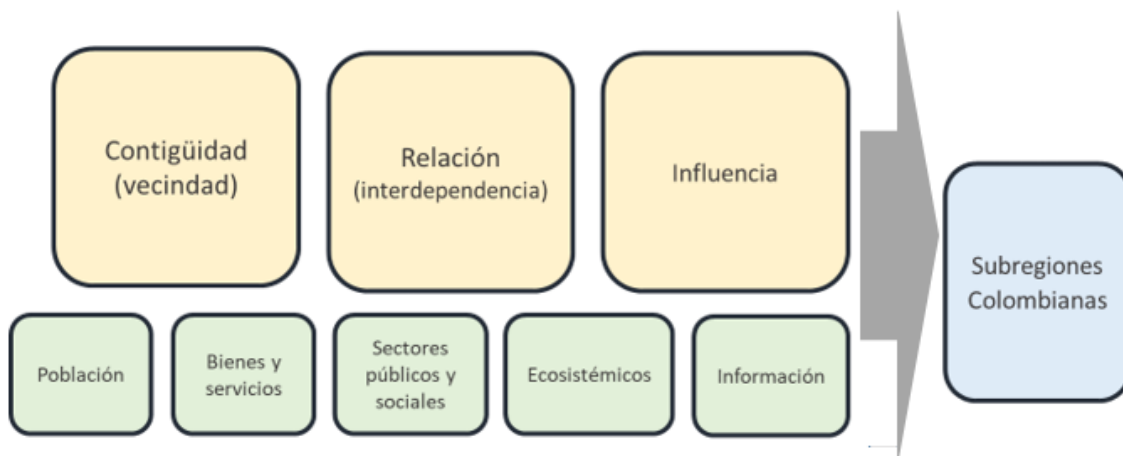 Contigüidad
(vecindad)
Relación
(interdependencia)
Influencia
Subregiones
Colombianas
Población
Bienes y
servicios
Sectores
públicos y
sociales
Ecosistémicos
Información